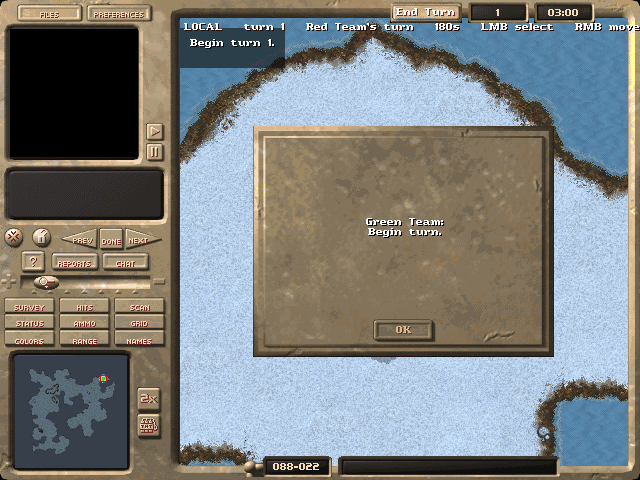 FILES PREFERENCES End Turn 1 03:00
LOCAL turn 1 Red Team's turn 180s LMB select RMB move
Begin turn 1.
Green Team:
Begin turn.
PREV DONE NEXT
? REPORTS CHAT
SURVEY HITS SCAN
STATUS AMMO GRID
COLORS RANGE NAMES
OK
2x
088-022